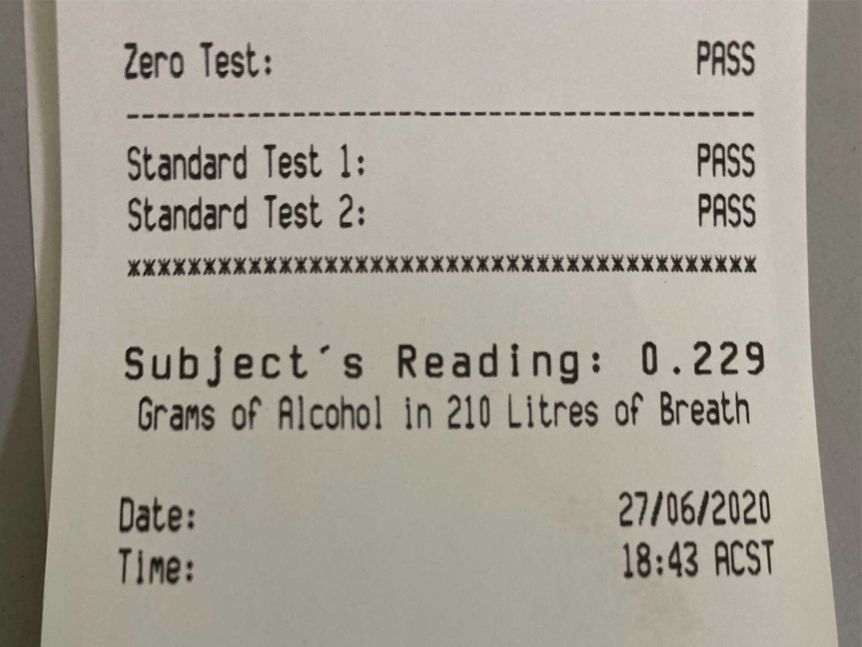 Zero Test: PASS
------------------------------------------
Standard Test 1: PASS
Standard Test 2: PASS
******************************************
Subject´s Reading: 0.229
Grams of Alcohol in 210 Litres of Breath
Date: 27/06/2020
Time: 18:43 ACST